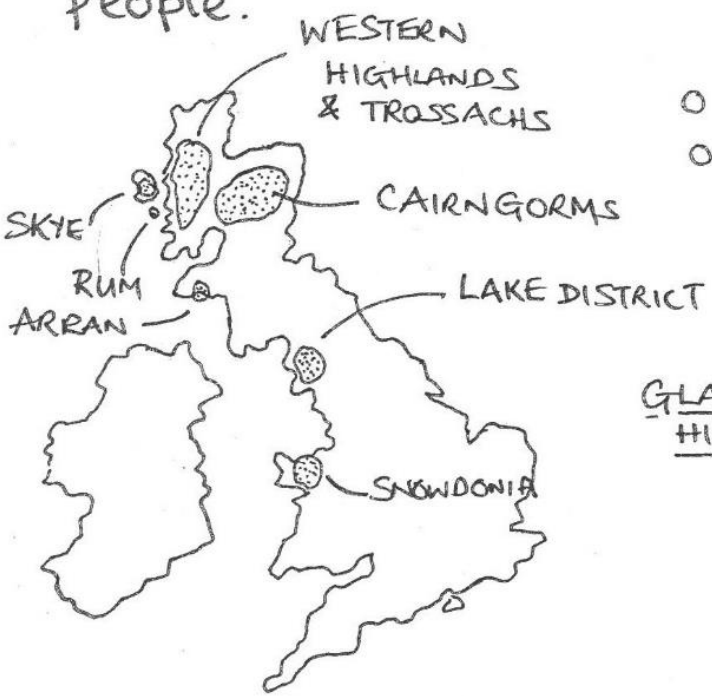 People.
WESTERN
HIGHLANDS
& TROSSACHS
CAIRNGORMS
SKYE
RUM
ARRAN
LAKE DISTRICT
SNOWDONIA